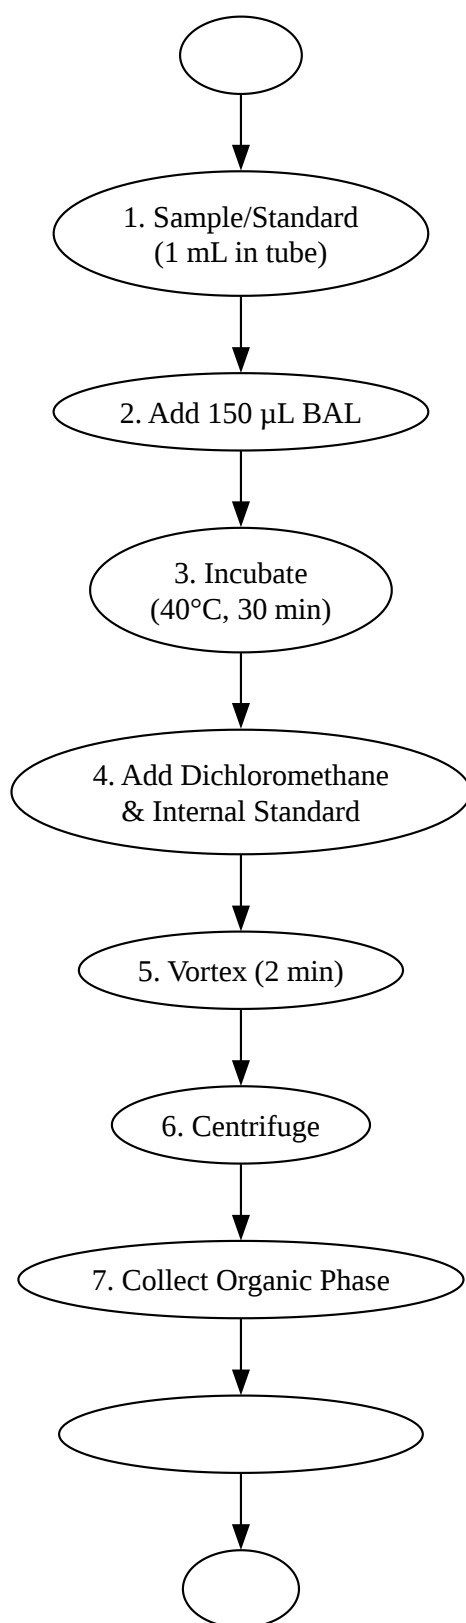 1. Sample/Standard
(1 mL in tube)
2. Add 150 µL BAL
3. Incubate
(40°C, 30 min)
4. Add Dichloromethane
& Internal Standard
5. Vortex (2 min)
6. Centrifuge
7. Collect Organic Phase